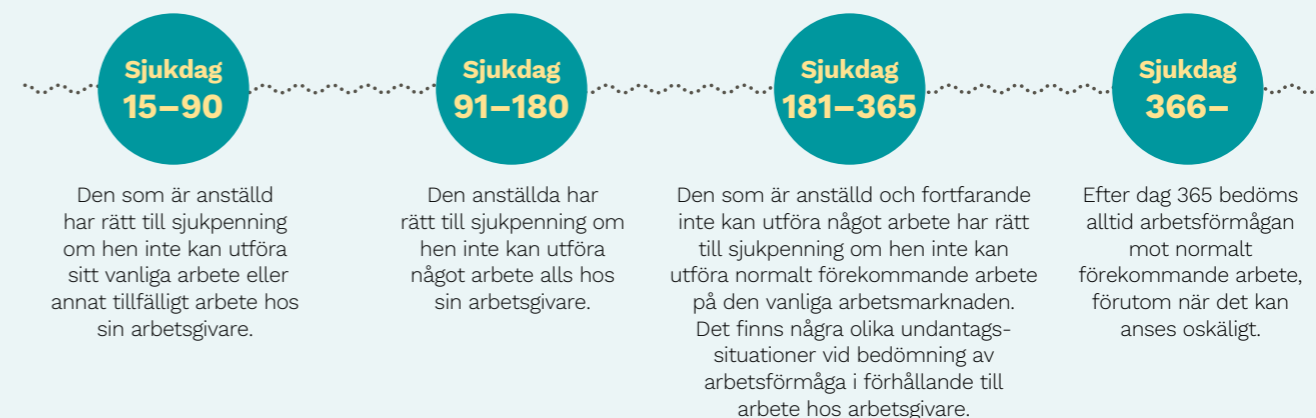 Sjukdag
15–90
Den som är anställd
har rätt till sjukpenning
om hen inte kan utföra
sitt vanliga arbete eller
annat tillfälligt arbete hos
sin arbetsgivare.
Sjukdag
91–180
Den anställda har
rätt till sjukpenning om
hen inte kan utföra
något arbete alls hos
sin arbetsgivare.
Sjukdag
181–365
Den som är anställd och fortfarande
inte kan utföra något arbete har rätt
till sjukpenning om hen inte kan
utföra normalt förekommande arbete
på den vanliga arbetsmarknaden.
Det finns några olika undantags-
situationer vid bedömning av
arbetsförmåga i förhållande till
arbete hos arbetsgivare.
Sjukdag
366–
Efter dag 365 bedöms
alltid arbetsförmågan
mot normalt
förekommande arbete,
förutom när det kan
anses oskäligt.